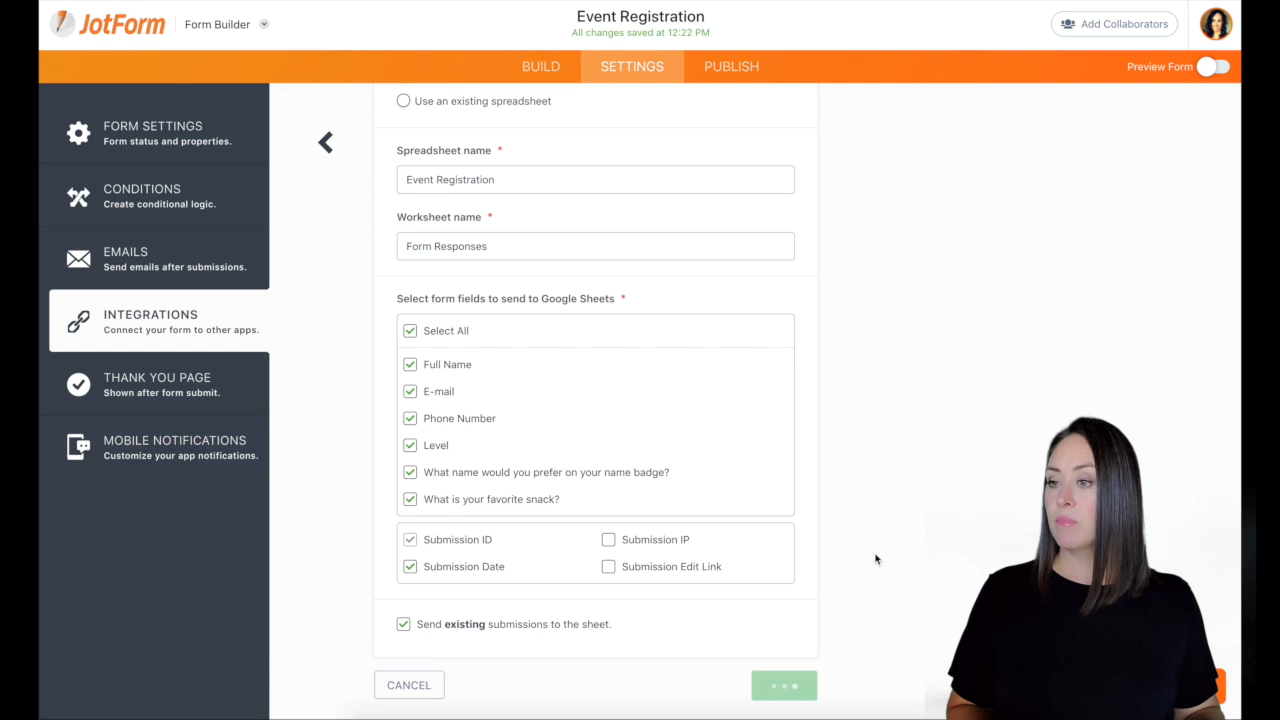 JotForm
Form Builder
Event Registration
All changes saved at 12:22 PM
Add Collaborators
BUILD
SETTINGS
PUBLISH
Preview Form
FORM SETTINGS
Form status and properties.
CONDITIONS
Create conditional logic.
EMAILS
Send emails after submissions.
INTEGRATIONS
Connect your form to other apps.
THANK YOU PAGE
Shown after form submit.
MOBILE NOTIFICATIONS
Customize your app notifications.
Use an existing spreadsheet
Spreadsheet name *
Event Registration
Worksheet name *
Form Responses
Select form fields to send to Google Sheets *
Select All
Full Name
E-mail
Phone Number
Level
What name would you prefer on your name badge?
What is your favorite snack?
Submission ID
Submission IP
Submission Date
Submission Edit Link
Send existing submissions to the sheet.
CANCEL